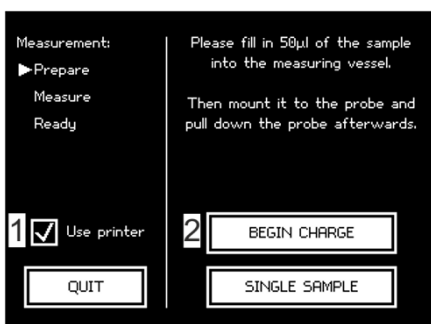 Measurement:
Prepare
Measure
Ready
Please fill in 50µl of the sample
into the measuring vessel.
Then mount it to the probe and
pull down the probe afterwards.
1
Use printer
2
BEGIN CHARGE
QUIT
SINGLE SAMPLE